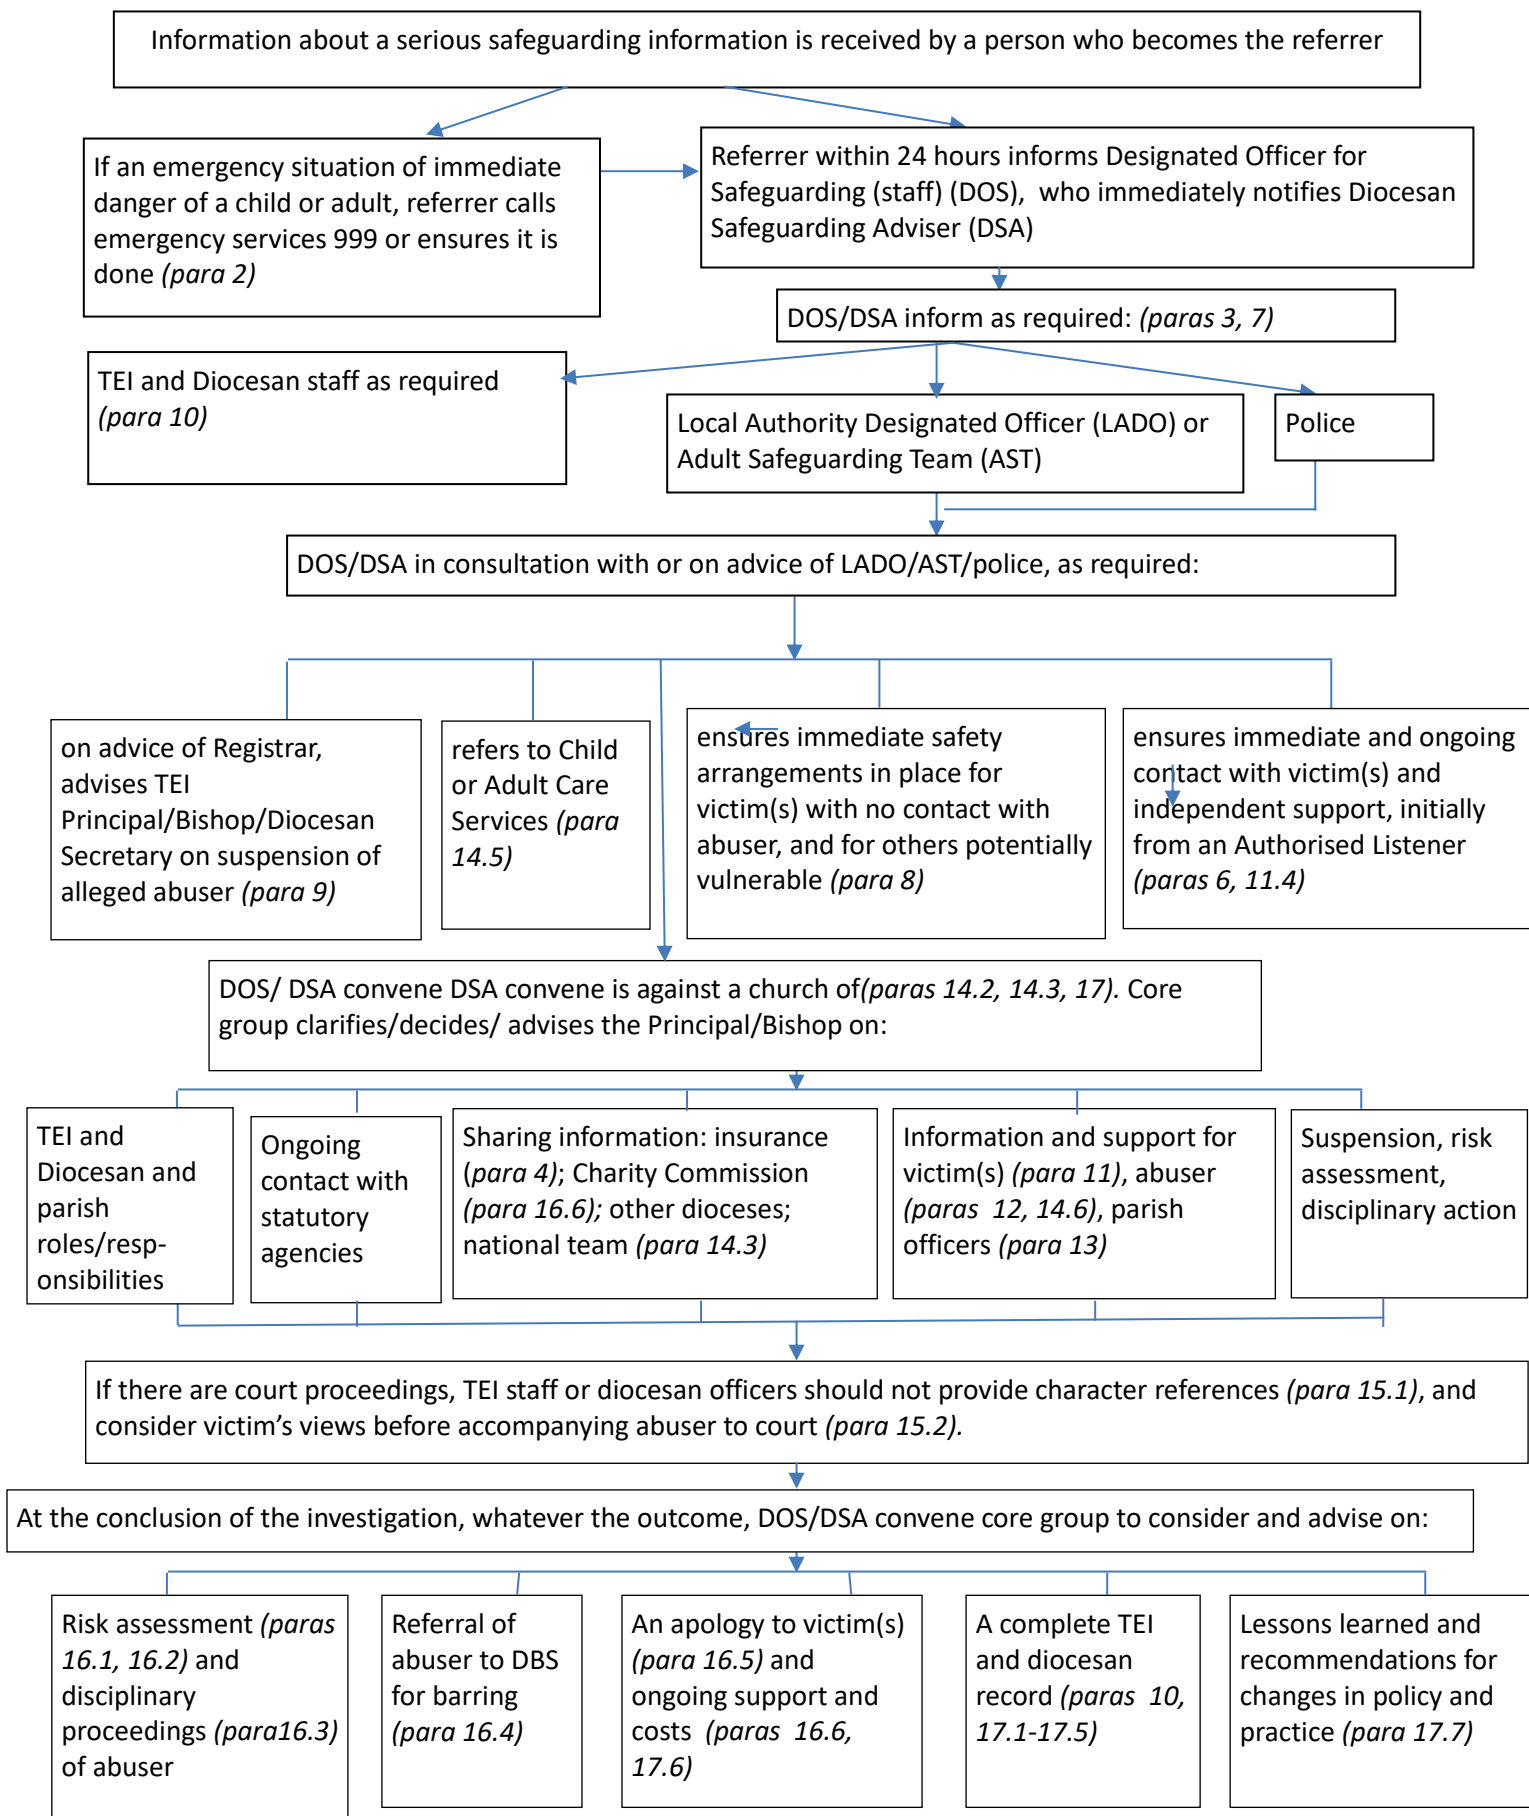 Information about a serious safeguarding information is received by a person who becomes the referrer
If an emergency situation of immediate
danger of a child or adult, referrer calls
emergency services 999 or ensures it is
done (para 2)
Referrer within 24 hours informs Designated Officer for
Safeguarding (staff) (DOS), who immediately notifies Diocesan
Safeguarding Adviser (DSA)
DOS/DSA inform as required: (paras 3, 7)
TEI and Diocesan staff as required
(para 10)
Local Authority Designated Officer (LADO) or
Adult Safeguarding Team (AST)
Police
DOS/DSA in consultation with or on advice of LADO/AST/police, as required:
on advice of Registrar,
advises TEI
Principal/Bishop/Diocesan
Secretary on suspension of
alleged abuser (para 9)
refers to Child
or Adult Care
Services (para
14.5)
ensures immediate safety
arrangements in place for
victim(s) with no contact with
abuser, and for others potentially
vulnerable (para 8)
ensures immediate and ongoing
contact with victim(s) and
independent support, initially
from an Authorised Listener
(paras 6, 11.4)
DOS/ DSA convene DSA convene is against a church of(paras 14.2, 14.3, 17). Core
group clarifies/decides/ advises the Principal/Bishop on:
TEI and
Diocesan and
parish
roles/resp-
onsibilities
Ongoing
contact with
statutory
agencies
Sharing information: insurance
(para 4); Charity Commission
(para 16.6); other dioceses;
national team (para 14.3)
Information and support for
victim(s) (para 11), abuser
(paras 12, 14.6), parish
officers (para 13)
Suspension, risk
assessment,
disciplinary action
If there are court proceedings, TEI staff or diocesan officers should not provide character references (para 15.1), and
consider victim’s views before accompanying abuser to court (para 15.2).
At the conclusion of the investigation, whatever the outcome, DOS/DSA convene core group to consider and advise on:
Risk assessment (paras
16.1, 16.2) and
disciplinary
proceedings (para16.3)
of abuser
Referral of
abuser to DBS
for barring
(para 16.4)
An apology to victim(s)
(para 16.5) and
ongoing support and
costs (paras 16.6,
17.6)
A complete TEI
and diocesan
record (paras 10,
17.1-17.5)
Lessons learned and
recommendations for
changes in policy and
practice (para 17.7)